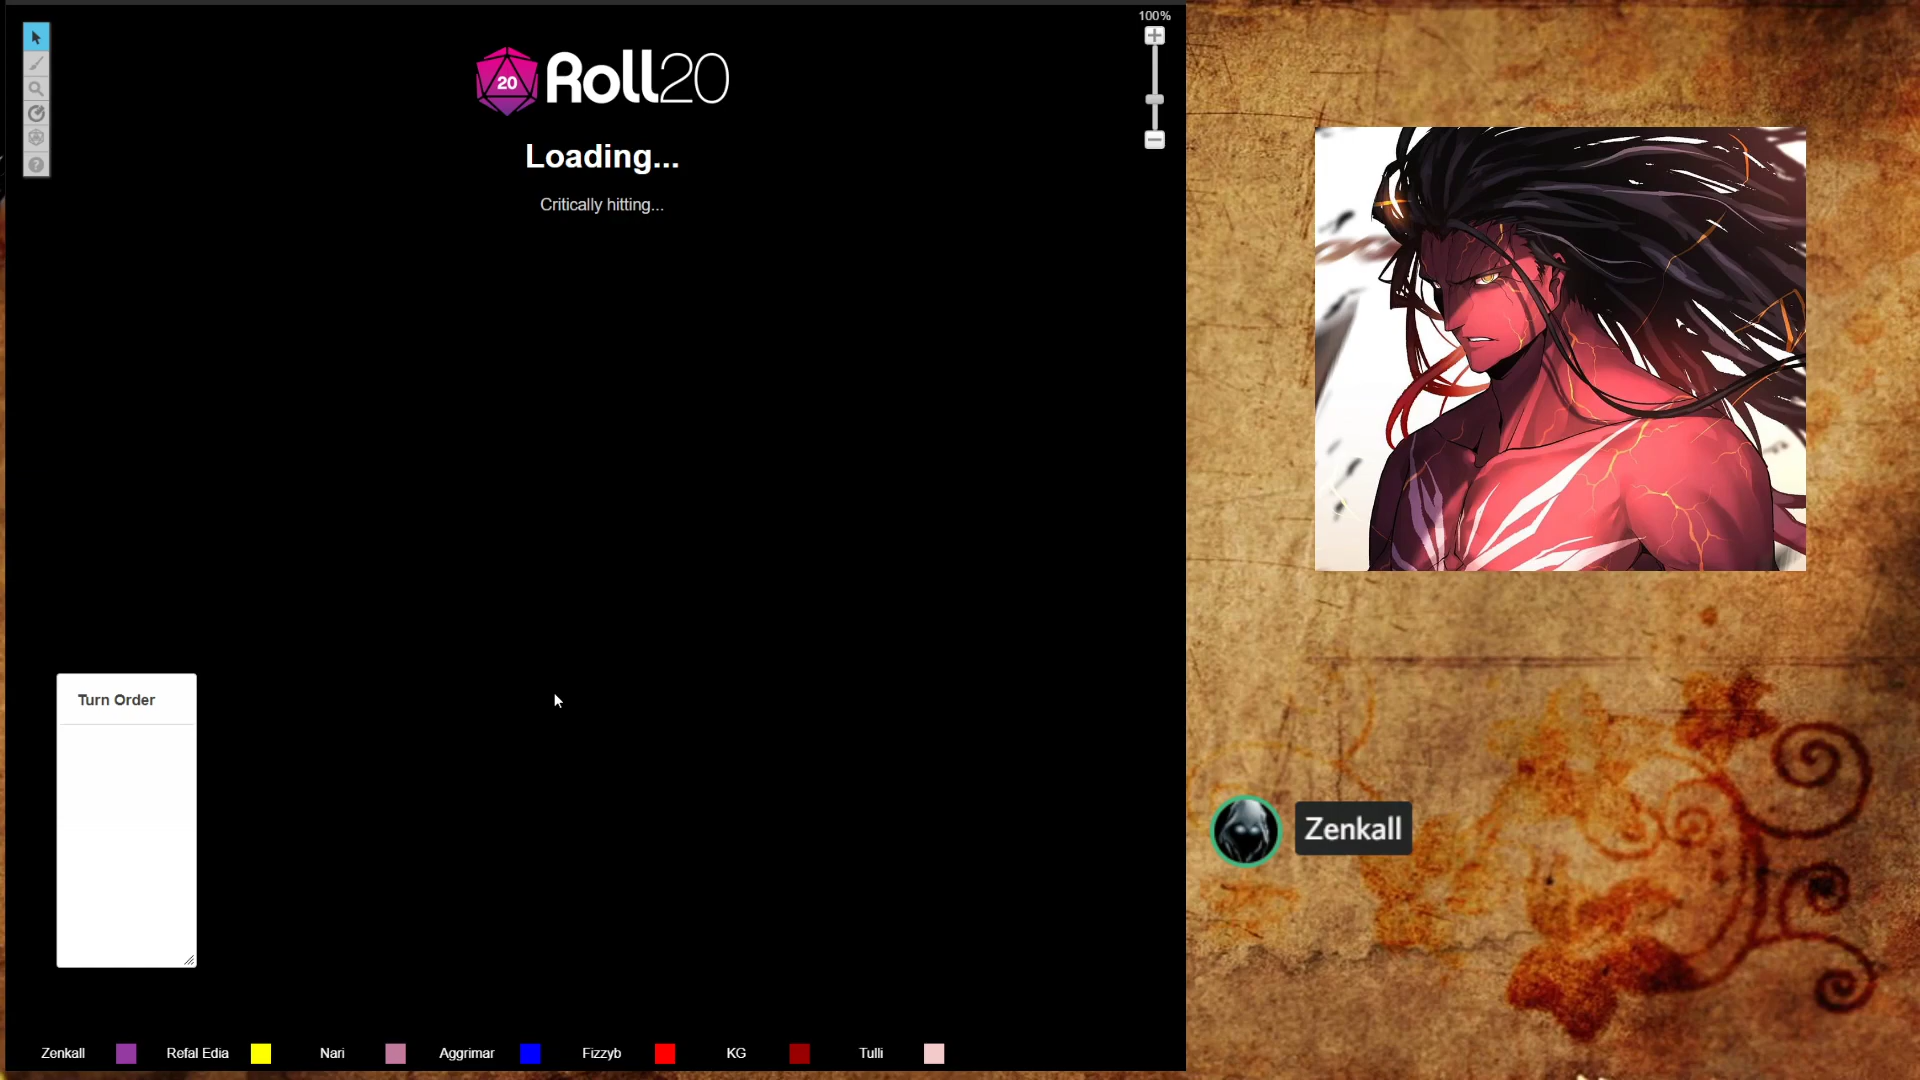 100%
20 Roll20
Loading...
Critically hitting...
Turn Order
Zenkall
Zenkall Refal Edia Nari Aggrimar Fizzyb KG Tulli